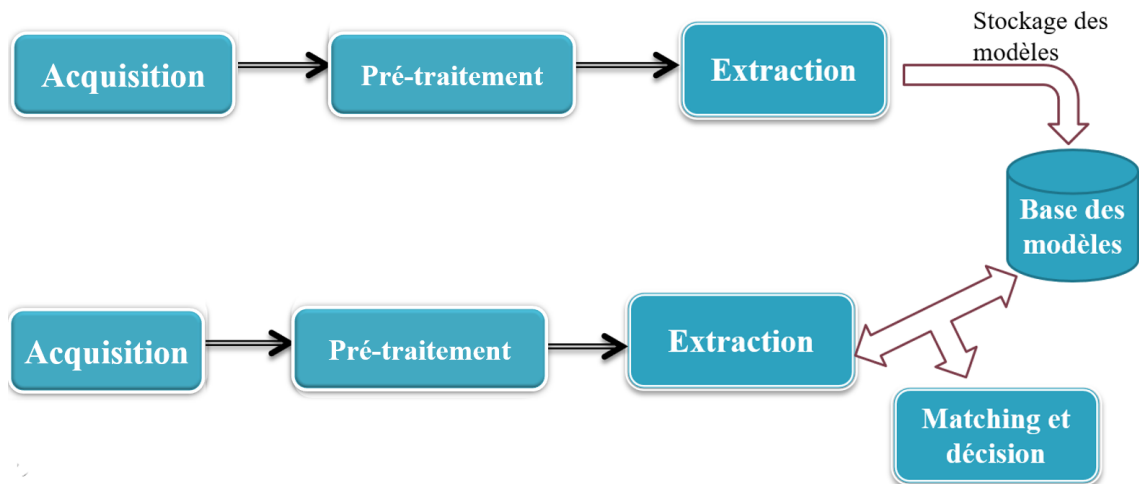 Stockage des
modèles
Acquisition
Pré-traitement
Extraction
Base des
modèles
Acquisition
Pré-traitement
Extraction
Matching et
décision